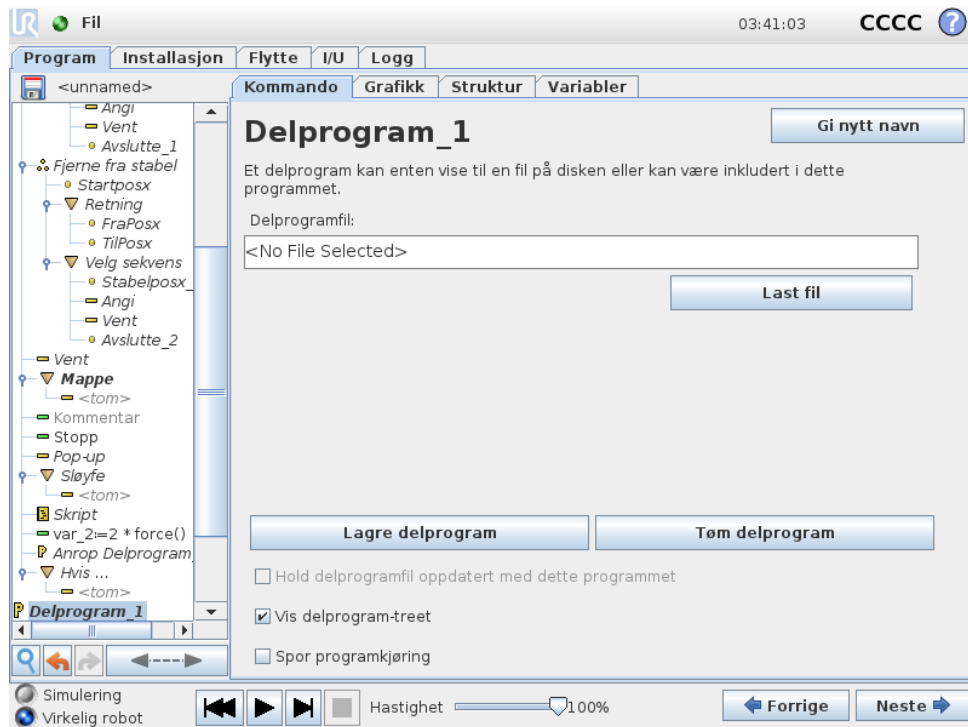 UR Fil 03:41:03 CCCC ?
Program Installasjon Flytte I/U Logg
<unnamed>
Kommando Grafikk Struktur Variabler
Angi
Vent
Avslutte_1
Fjerne fra stabel
Startposx
Retning
FraPosx
TilPosx
Velg sekvens
Stabelposx_
Angi
Vent
Avslutte_2
Vent
Mappe
<tom>
Kommentar
Stopp
Pop-up
Sløyfe
<tom>
Skript
var_2:=2 * force()
Anrop Delprogram
Hvis ...
<tom>
Delprogram_1
Delprogram_1
Gi nytt navn
Et delprogram kan enten vise til en fil på disken eller kan være inkludert i dette
programmet.
Delprogramfil:
<No File Selected>
Last fil
Lagre delprogram Tøm delprogram
Hold delprogramfil oppdatert med dette programmet
Vis delprogram-treet
Spor programkjøring
Simulering
Virkelig robot
Hastighet 100%
Forrige Neste